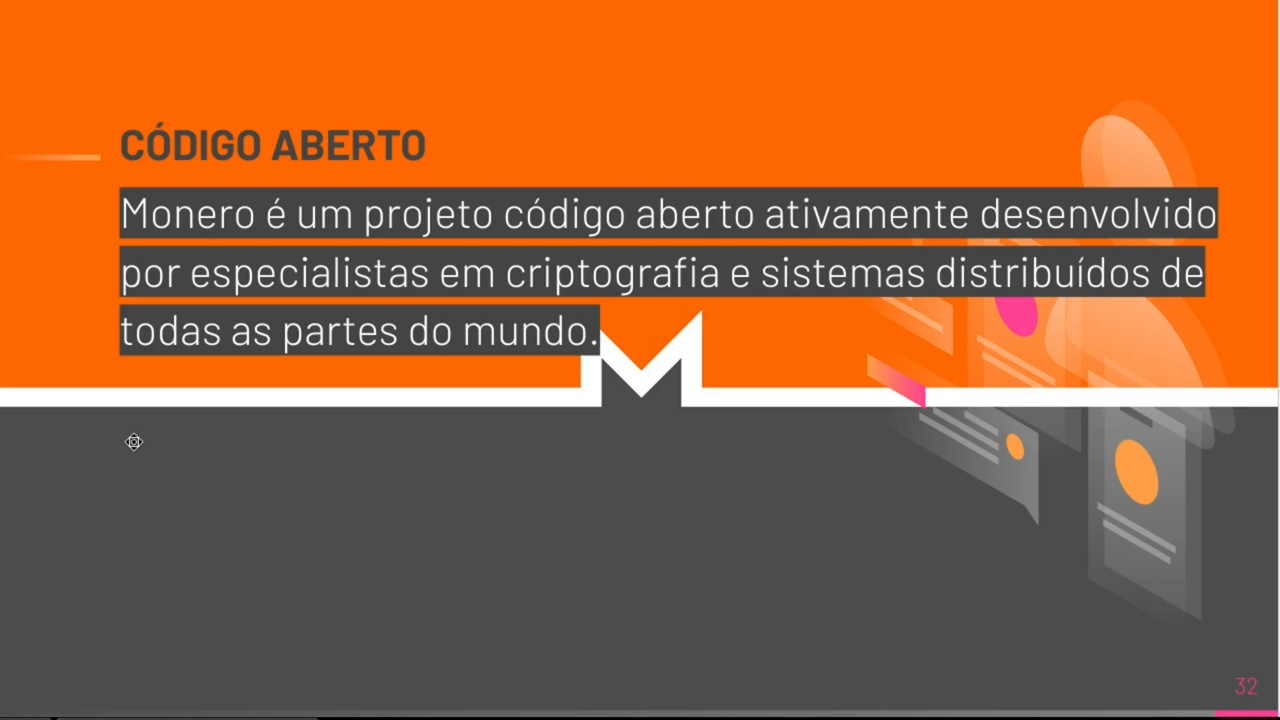 CÓDIGO ABERTO
Monero é um projeto código aberto ativamente desenvolvido
por especialistas em criptografia e sistemas distribuídos de
todas as partes do mundo.
32